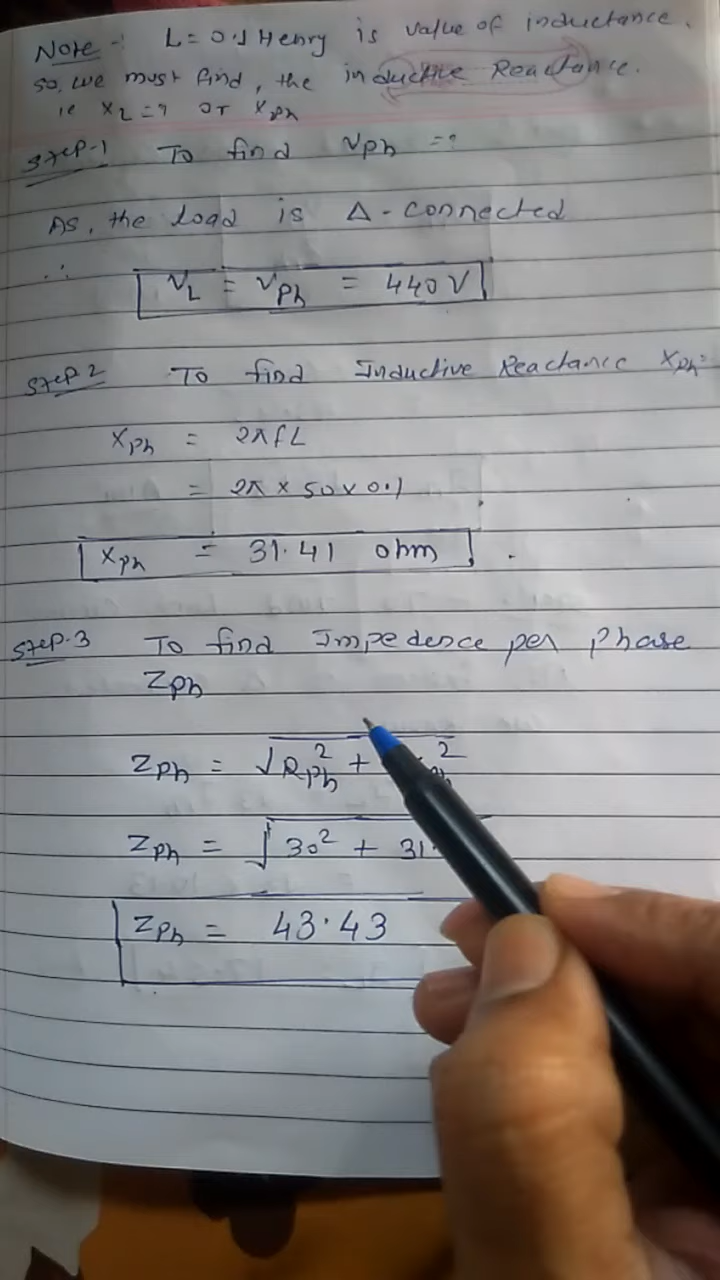 Note :- L = 0.1 Henry is value of inductance.
so, we must find, the inductive Reactance.
ie XL = ? or Xph
Step-1 To find Vph = ?
As, the load is Δ - connected
∴ VL = Vph = 440 V
Step 2 To find Inductive Reactance Xph =
Xph = 2πfL
= 2π × 50 × 0.1
Xph = 31.41 ohm .
Step-3 To find Impedence per phase
Zph
Zph = √Rph² + ²
Zph = √30² + 31.
Zph = 43.43